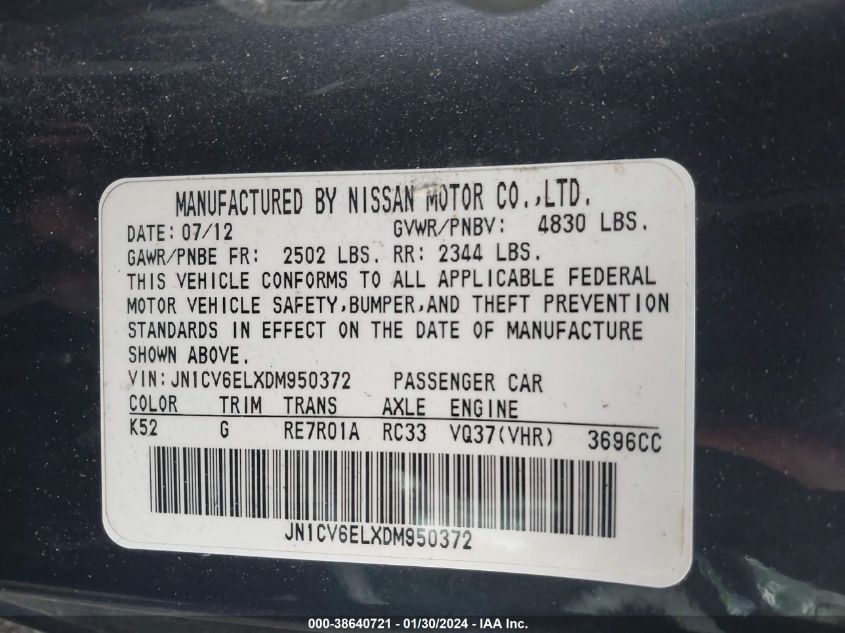 MANUFACTURED BY NISSAN MOTOR CO.,LTD.
DATE: 07/12 GVWR/PNBV: 4830 LBS.
GAWR/PNBE FR: 2502 LBS. RR: 2344 LBS.
THIS VEHICLE CONFORMS TO ALL APPLICABLE FEDERAL
MOTOR VEHICLE SAFETY,BUMPER,AND THEFT PREVENTION
STANDARDS IN EFFECT ON THE DATE OF MANUFACTURE
SHOWN ABOVE.
VIN: JN1CV6ELXDM950372 PASSENGER CAR
COLOR TRIM TRANS AXLE ENGINE
K52 G RE7R01A RC33 VQ37(VHR) 3696CC
JN1CV6ELXDM950372
000-38640721 — 01/30/2024 — IAA Inc.